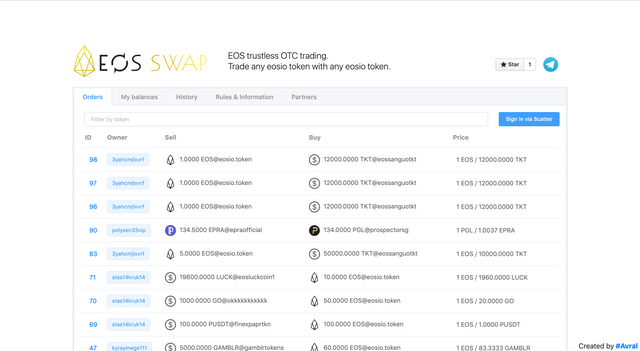 EOS SWAP
EOS trustless OTC trading.
Trade any eosio token with any eosio token.
Star 1
Orders My balances History Rules & Information Partners
Filter by token
Sign in via Scatter
ID Owner Sell Buy Price
98 3yahcmjlxvrf 1.0000 EOS@eosio.token 12000.0000 TKT@eossanguotkt 1 EOS / 12000.0000 TKT
97 3yahcmjlxvrf 1.0000 EOS@eosio.token 12000.0000 TKT@eossanguotkt 1 EOS / 12000.0000 TKT
96 3yahcmjlxvrf 1.0000 EOS@eosio.token 12000.0000 TKT@eossanguotkt 1 EOS / 12000.0000 TKT
90 polysen33vip 134.5000 EPRA@epraofficial 134.0000 PGL@prospectorsg 1 PGL / 1.0037 EPRA
83 3yahcmjlxvrf 5.0000 EOS@eosio.token 50000.0000 TKT@eossanguotkt 1 EOS / 10000.0000 TKT
71 stas14kruk14 19600.0000 LUCK@eosluckcoin1 10.0000 EOS@eosio.token 1 EOS / 1960.0000 LUCK
70 stas14kruk14 1000.0000 GO@okkkkkkkkkkk 50.0000 EOS@eosio.token 1 EOS / 20.0000 GO
69 stas14kruk14 100.0000 PUSDT@finexpaprtkn 100.0000 EOS@eosio.token 1 EOS / 1.0000 PUSDT
47 kyraymege111 5000.0000 GAMBLR@gamblrtokens 60.0000 EOS@eosio.token 1 EOS / 83.3333 GAMBLR
Created by #Avral